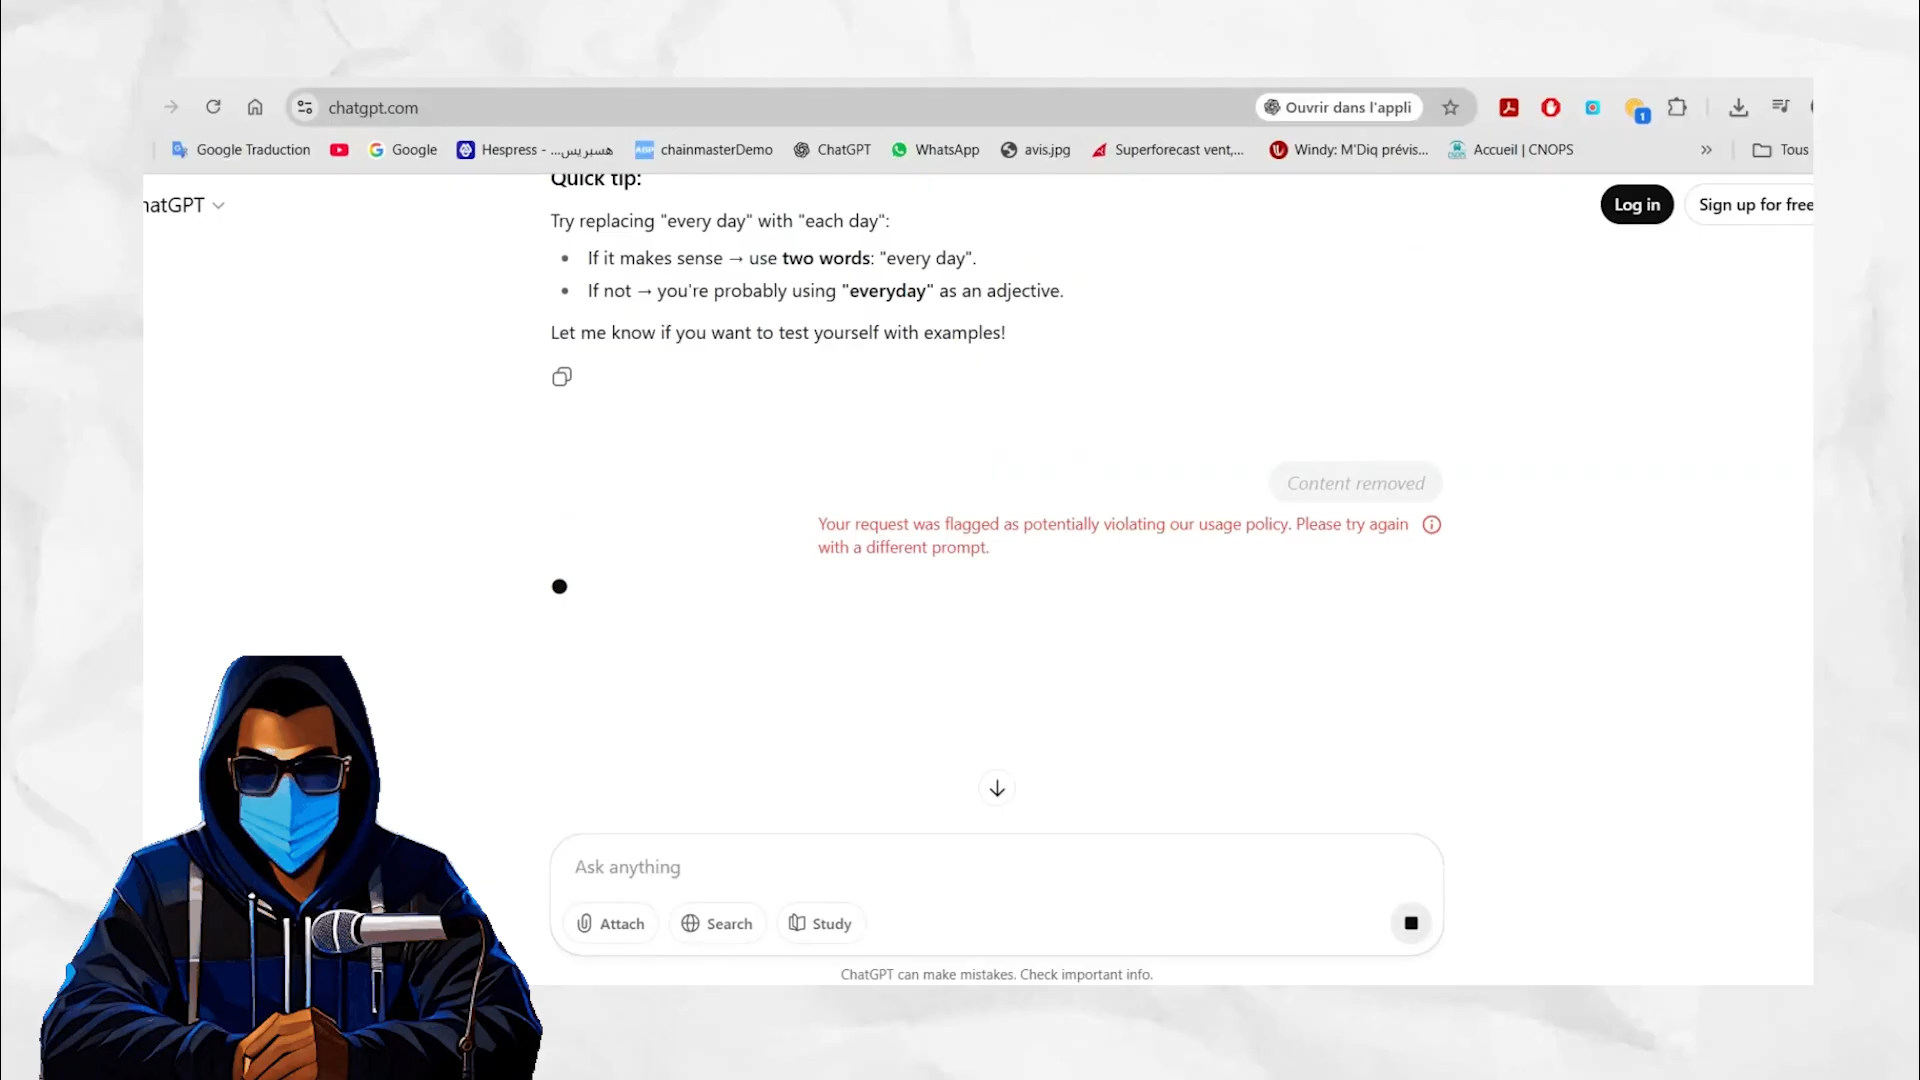 chatgpt.com
Ouvrir dans l'appli
1
Google Traduction
Google
Hespress - هسبريس...
chainmasterDemo
ChatGPT
WhatsApp
avis.jpg
Superforecast vent,...
Windy: M'Diq prévis...
Accueil | CNOPS
»
Tous
hatGPT
Log in
Sign up for free
Quick tip:
Try replacing "every day" with "each day":
• If it makes sense → use two words: "every day".
• If not → you're probably using "everyday" as an adjective.
Let me know if you want to test yourself with examples!
Content removed
Your request was flagged as potentially violating our usage policy. Please try again
with a different prompt.
Ask anything
Attach
Search
Study
ChatGPT can make mistakes. Check important info.